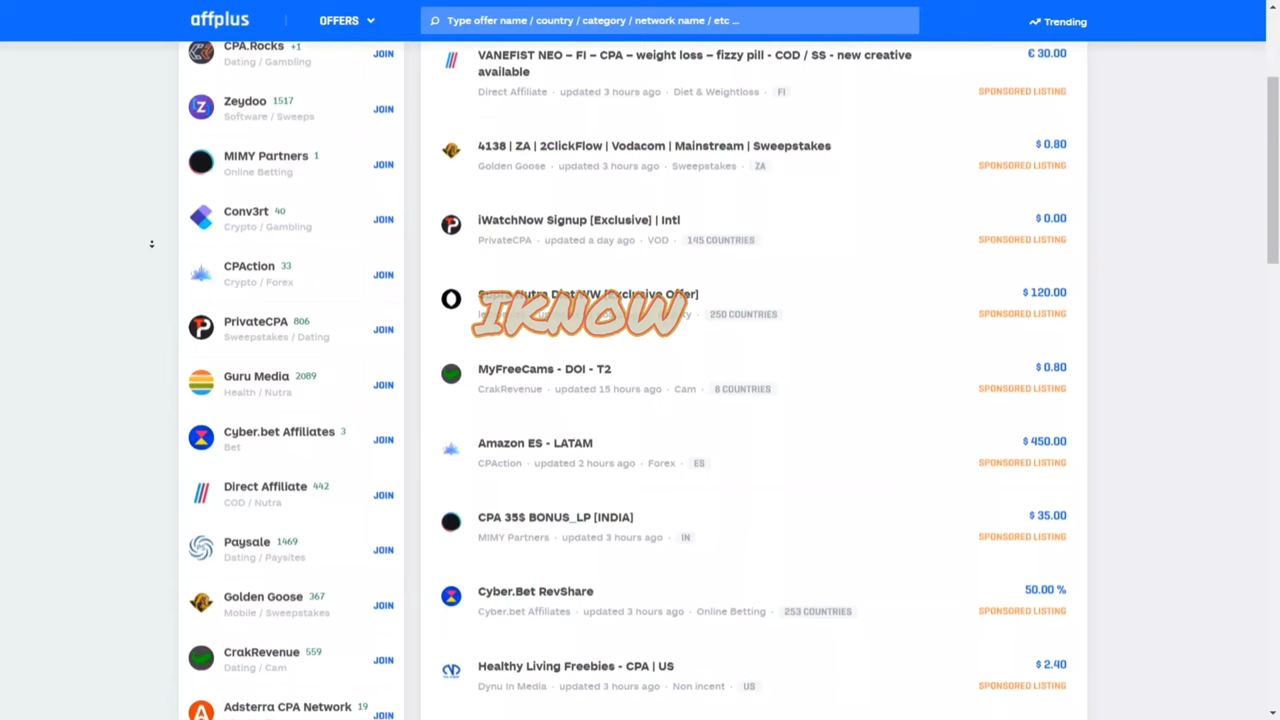 affplus
OFFERS
Type offer name / country / category / network name / etc ...
Trending
CPA.Rocks +1
Dating / Gambling
JOIN
Zeydoo 1517
Software / Sweeps
JOIN
MIMY Partners 1
Online Betting
JOIN
Conv3rt 40
Crypto / Gambling
JOIN
CPAction 33
Crypto / Forex
JOIN
PrivateCPA 806
Sweepstakes / Dating
JOIN
Guru Media 2089
Health / Nutra
JOIN
Cyber.bet Affiliates 3
Bet
JOIN
Direct Affiliate 442
COD / Nutra
JOIN
Paysale 1469
Dating / Paysites
JOIN
Golden Goose 367
Mobile / Sweepstakes
JOIN
CrakRevenue 559
Dating / Cam
JOIN
Adsterra CPA Network 19
JOIN
VANEFIST NEO – FI – CPA – weight loss – fizzy pill - COD / SS - new creative
available
€ 30.00
Direct Affiliate · updated 3 hours ago · Diet & Weightloss · FI
SPONSORED LISTING
4138 | ZA | 2ClickFlow | Vodacom | Mainstream | Sweepstakes
$ 0.80
Golden Goose · updated 3 hours ago · Sweepstakes · ZA
SPONSORED LISTING
iWatchNow Signup [Exclusive] | Intl
$ 0.00
PrivateCPA · updated a day ago · VOD · 145 COUNTRIES
SPONSORED LISTING
Offer]
$ 120.00
IKNOW
250 COUNTRIES
SPONSORED LISTING
MyFreeCams - DOI - T2
$ 0.80
CrakRevenue · updated 15 hours ago · Cam · 8 COUNTRIES
SPONSORED LISTING
Amazon ES - LATAM
$ 450.00
CPAction · updated 2 hours ago · Forex · ES
SPONSORED LISTING
CPA 35$ BONUS_LP [INDIA]
$ 35.00
MIMY Partners · updated 3 hours ago · IN
SPONSORED LISTING
Cyber.Bet RevShare
50.00 %
Cyber.bet Affiliates · updated 3 hours ago · Online Betting · 253 COUNTRIES
SPONSORED LISTING
Healthy Living Freebies - CPA | US
$ 2.40
Dynu In Media · updated 3 hours ago · Non incent · US
SPONSORED LISTING